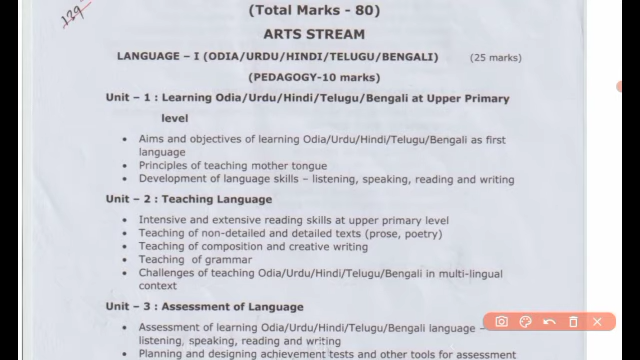 139
(Total Marks - 80)
ARTS STREAM
LANGUAGE – I (ODIA/URDU/HINDI/TELUGU/BENGALI) (25 marks)
(PEDAGOGY-10 marks)
Unit – 1 : Learning Odia/Urdu/Hindi/Telugu/Bengali at Upper Primary
level
• Aims and objectives of learning Odia/Urdu/Hindi/Telugu/Bengali as first
language
• Principles of teaching mother tongue
• Development of language skills – listening, speaking, reading and writing
Unit – 2 : Teaching Language
• Intensive and extensive reading skills at upper primary level
• Teaching of non-detailed and detailed texts (prose, poetry)
• Teaching of composition and creative writing
• Teaching of grammar
• Challenges of teaching Odia/Urdu/Hindi/Telugu/Bengali in multi-lingual
context
Unit – 3 : Assessment of Language
• Assessment of learning Odia/Urdu/Hindi/Telugu/Bengali language –
listening, speaking, reading and writing
• Planning and designing achievement tests and other tools for assessment